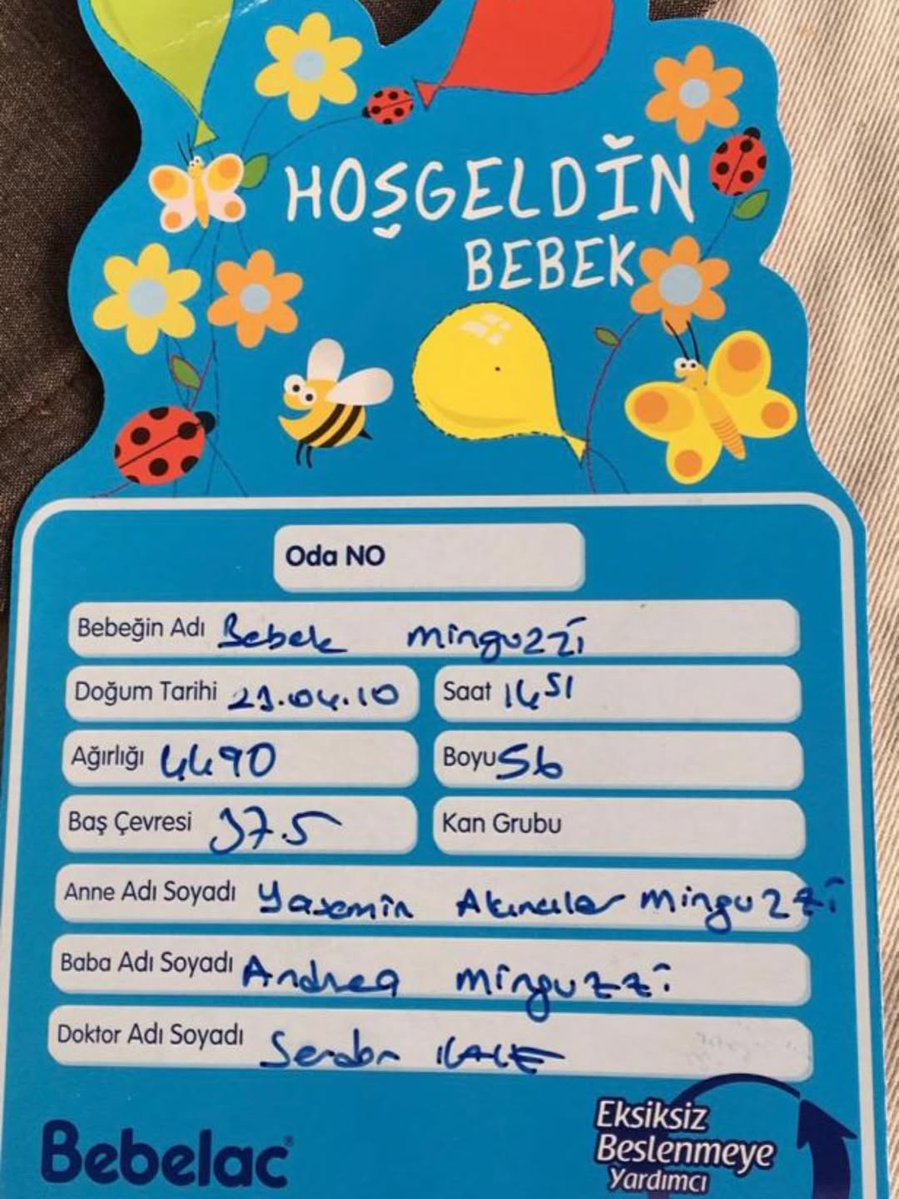 HOŞGELDİN
BEBEK
Oda NO
Bebeğin Adı Bebek minguzzi
Doğum Tarihi 21.04.10 Saat 14 51
Ağırlığı 4490 Boyu 56
Baş Çevresi 37.5 Kan Grubu
Anne Adı Soyadı Yasemin Akıncılar minguzzi
Baba Adı Soyadı Andrea minguzzi
Doktor Adı Soyadı Serdar
Bebelac®
Eksiksiz
Beslenmeye
Yardımcı